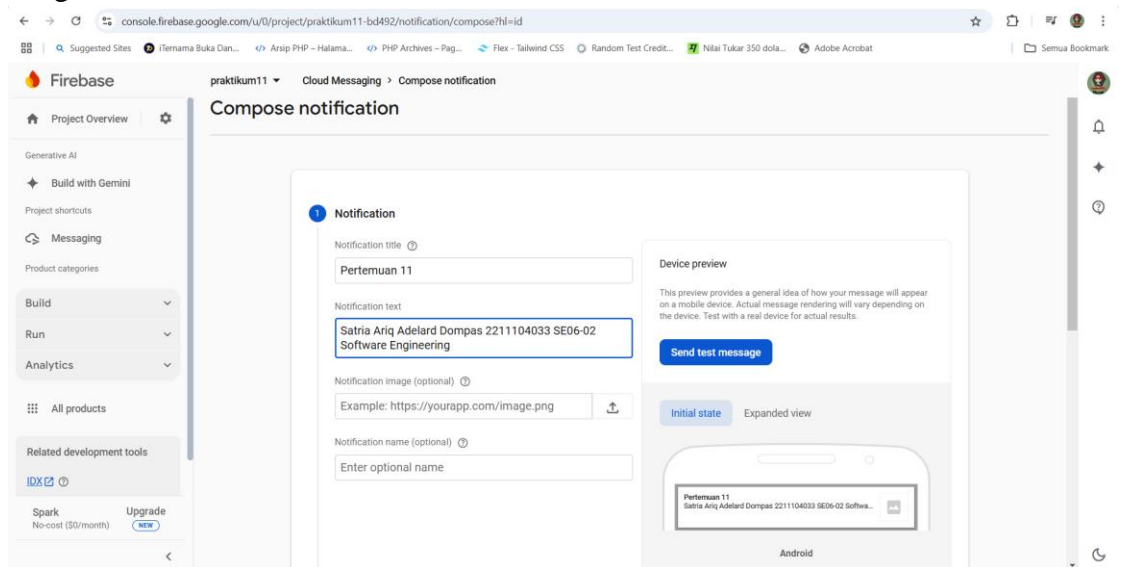 console.firebase.google.com/u/0/project/praktikum11-bd492/notification/compose?hl=id
Suggested Sites iTernama Buka Dan... Arsip PHP – Halama... PHP Archives – Pag... Flex - Tailwind CSS Random Test Credit... Nilai Tukar 350 dola... Adobe Acrobat Semua Bookmark
Firebase
praktikum11 Cloud Messaging > Compose notification
Compose notification
Project Overview
Generative AI
Build with Gemini
Project shortcuts
Messaging
Product categories
Build
Run
Analytics
All products
Related development tools
IDX
Spark
No-cost ($0/month)
Upgrade
NEW
1 Notification
Notification title
Pertemuan 11
Notification text
Satria Ariq Adelard Dompas 2211104033 SE06-02
Software Engineering
Notification image (optional)
Example: https://yourapp.com/image.png
Notification name (optional)
Enter optional name
Device preview
This preview provides a general idea of how your message will appear
on a mobile device. Actual message rendering will vary depending on
the device. Test with a real device for actual results.
Send test message
Initial state Expanded view
Pertemuan 11
Satria Ariq Adelard Dompas 2211104033 SE06-02 Softwa...
Android